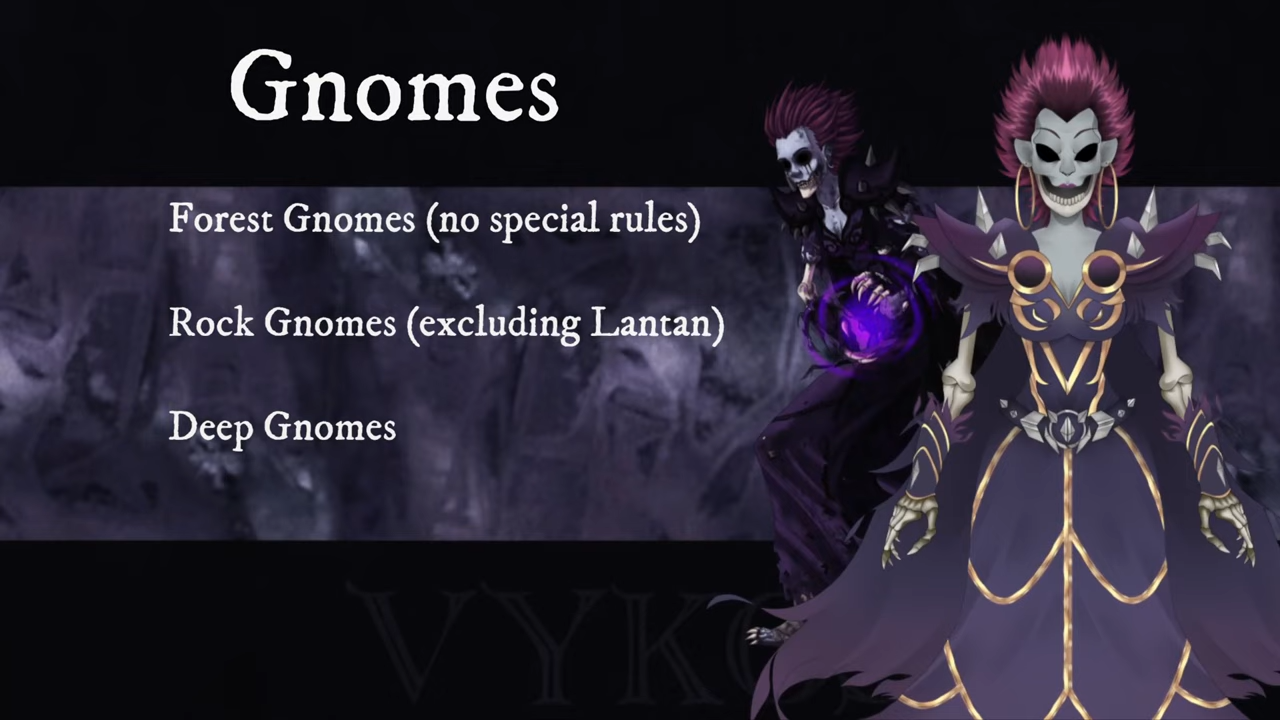 Gnomes
Forest Gnomes (no special rules)
Rock Gnomes (excluding Lantan)
Deep Gnomes